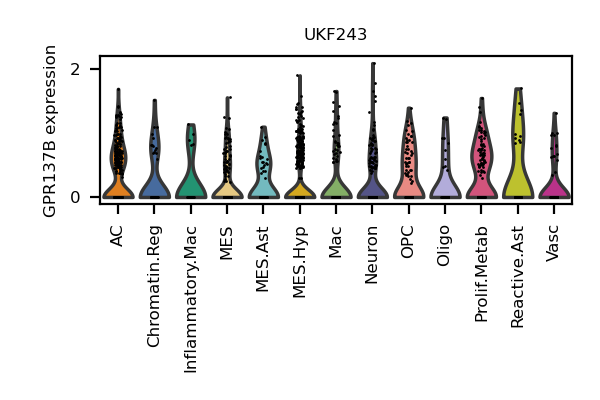 UKF243
GPR137B expression
2
0
AC
Chromatin.Reg
Inflammatory.Mac
MES
MES.Ast
MES.Hyp
Mac
Neuron
OPC
Oligo
Prolif.Metab
Reactive.Ast
Vasc